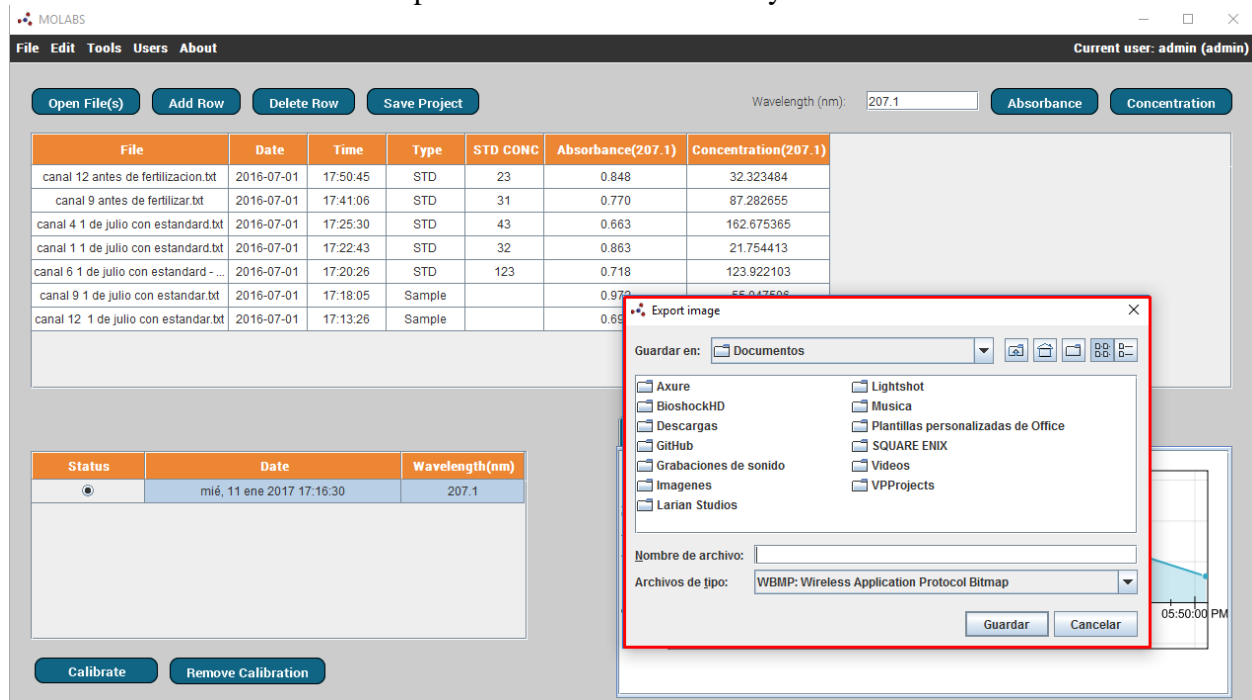 MOLABS
File Edit Tools Users About Current user: admin (admin)
Open File(s) Add Row Delete Row Save Project Wavelength (nm): 207.1 Absorbance Concentration
File Date Time Type STD CONC Absorbance(207.1) Concentration(207.1)
canal 12 antes de fertilizacion.txt 2016-07-01 17:50:45 STD 23 0.848 32.323484
canal 9 antes de fertilizar.txt 2016-07-01 17:41:06 STD 31 0.770 87.282655
canal 4 1 de julio con estandard.txt 2016-07-01 17:25:30 STD 43 0.663 162.675365
canal 1 1 de julio con estandard.txt 2016-07-01 17:22:43 STD 32 0.863 21.754413
canal 6 1 de julio con estandard - ... 2016-07-01 17:20:26 STD 123 0.718 123.922103
canal 9 1 de julio con estandar.txt 2016-07-01 17:18:05 Sample
canal 12 1 de julio con estandar.txt 2016-07-01 17:13:26 Sample
Export image
Guardar en: Documentos
Axure Lightshot
BioshockHD Musica
Descargas Plantillas personalizadas de Office
GitHub SQUARE ENIX
Grabaciones de sonido Videos
Imagenes VPProjects
Larian Studios
Nombre de archivo:
Archivos de tipo: WBMP: Wireless Application Protocol Bitmap
Guardar Cancelar
Status Date Wavelength(nm)
mié, 11 ene 2017 17:16:30 207.1
05:50:00 PM
Calibrate Remove Calibration